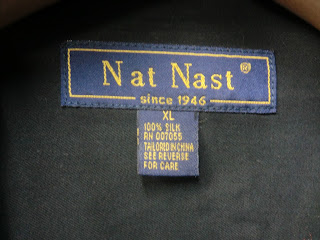 Nat Nast®
since 1946
XL
100% SILK
RN 007055
TAILORED IN CHINA
SEE REVERSE
FOR CARE